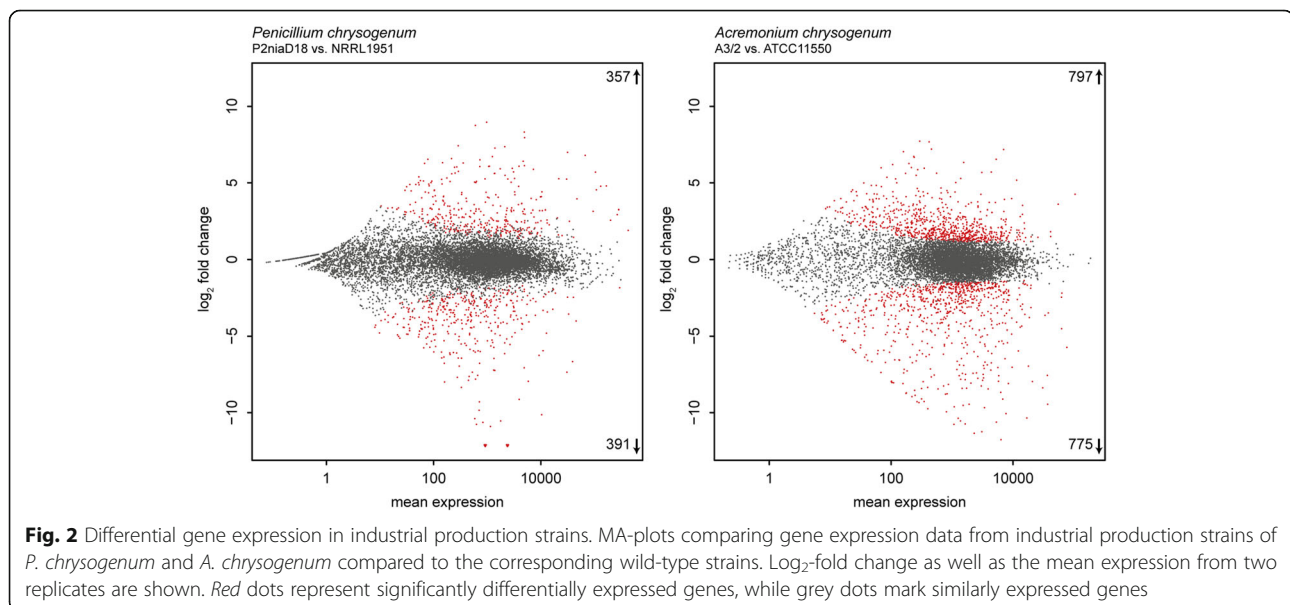 Penicillium chrysogenum
P2niaD18 vs. NRRL1951
357↑
10
5
0
−5
−10
log2 fold change
391↓
1 100 10000
mean expression
Acremonium chrysogenum
A3/2 vs. ATCC11550
797↑
10
5
0
−5
−10
log2 fold change
775↓
1 100 10000
mean expression
Fig. 2 Differential gene expression in industrial production strains. MA-plots comparing gene expression data from industrial production strains of
P. chrysogenum and A. chrysogenum compared to the corresponding wild-type strains. Log2-fold change as well as the mean expression from two
replicates are shown. Red dots represent significantly differentially expressed genes, while grey dots mark similarly expressed genes